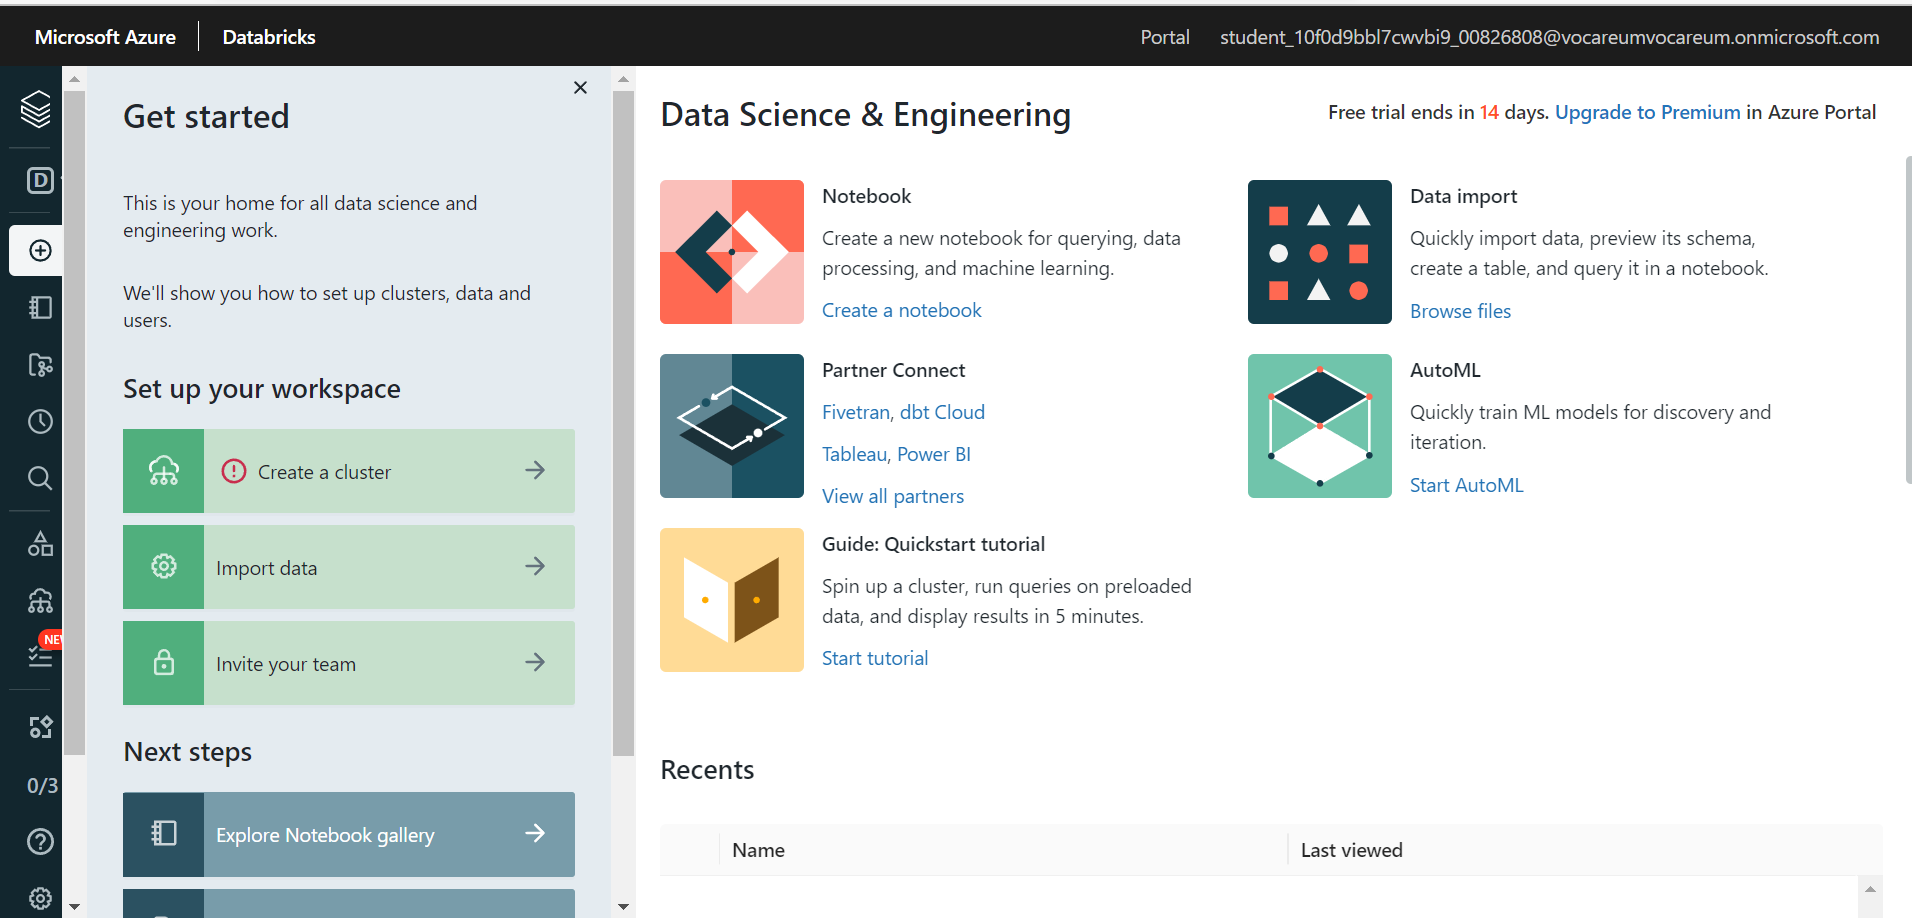 Microsoft Azure
Databricks
Portal
student_10f0d9bbl7cwvbi9_00826808@vocareumvocareum.onmicrosoft.com
D
NEW
0/3
Get started
This is your home for all data science and
engineering work.
We'll show you how to set up clusters, data and
users.
Set up your workspace
Create a cluster
Import data
Invite your team
Next steps
Explore Notebook gallery
Data Science & Engineering
Free trial ends in 14 days. Upgrade to Premium in Azure Portal
Notebook
Create a new notebook for querying, data
processing, and machine learning.
Create a notebook
Data import
Quickly import data, preview its schema,
create a table, and query it in a notebook.
Browse files
Partner Connect
Fivetran, dbt Cloud
Tableau, Power BI
View all partners
AutoML
Quickly train ML models for discovery and
iteration.
Start AutoML
Guide: Quickstart tutorial
Spin up a cluster, run queries on preloaded
data, and display results in 5 minutes.
Start tutorial
Recents
Name
Last viewed